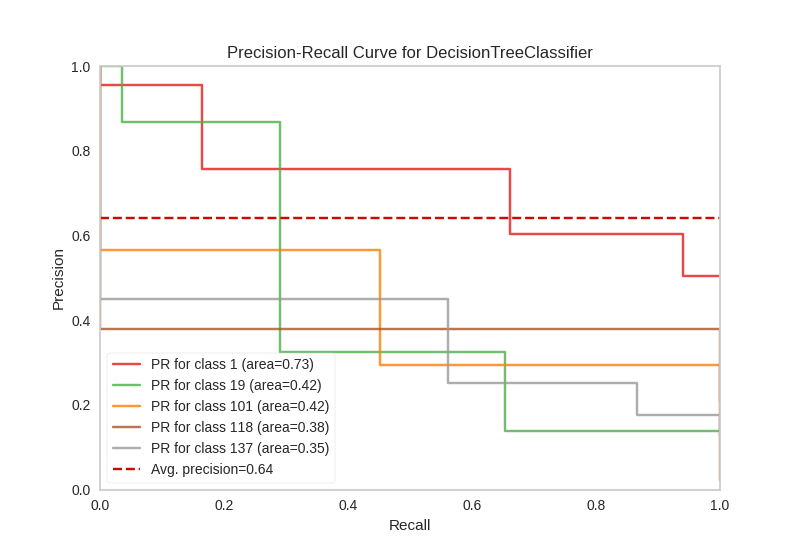 Precision-Recall Curve for DecisionTreeClassifier
1.0
0.8
0.6
0.4
0.2
0.0
Precision
PR for class 1 (area=0.73)
PR for class 19 (area=0.42)
PR for class 101 (area=0.42)
PR for class 118 (area=0.38)
PR for class 137 (area=0.35)
Avg. precision=0.64
0.0 0.2 0.4 0.6 0.8 1.0
Recall